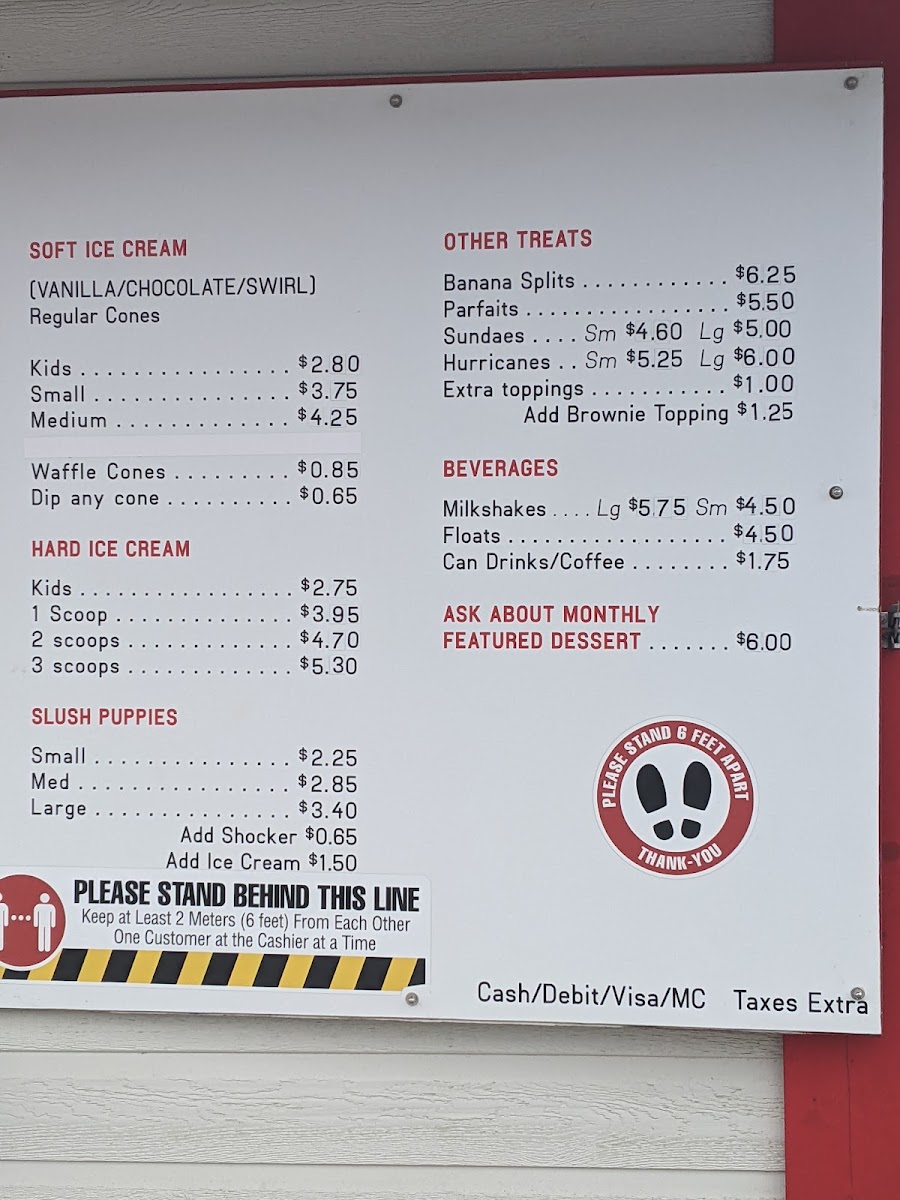 SOFT ICE CREAM
(VANILLA/CHOCOLATE/SWIRL)
Regular Cones
Kids . . . . . . . . . . . . . . . . . $2.80
Small . . . . . . . . . . . . . . . . $3.75
Medium . . . . . . . . . . . . . . $4.25
Waffle Cones . . . . . . . . . $0.85
Dip any cone . . . . . . . . . . $0.65
HARD ICE CREAM
Kids . . . . . . . . . . . . . . . . . $2.75
1 Scoop . . . . . . . . . . . . . . $3.95
2 scoops . . . . . . . . . . . . . $4.70
3 scoops . . . . . . . . . . . . . $5.30
SLUSH PUPPIES
Small . . . . . . . . . . . . . . . . $2.25
Med . . . . . . . . . . . . . . . . . $2.85
Large . . . . . . . . . . . . . . . . $3.40
Add Shocker $0.65
Add Ice Cream $1.50
PLEASE STAND BEHIND THIS LINE
Keep at Least 2 Meters (6 feet) From Each Other
One Customer at the Cashier at a Time
OTHER TREATS
Banana Splits . . . . . . . . . . . . $6.25
Parfaits . . . . . . . . . . . . . . . . . $5.50
Sundaes . . . . Sm $4.60 Lg $5.00
Hurricanes . . Sm $5.25 Lg $6.00
Extra toppings . . . . . . . . . . . $1.00
Add Brownie Topping $1.25
BEVERAGES
Milkshakes . . . . Lg $5.75 Sm $4.50
Floats . . . . . . . . . . . . . . . . . . $4.50
Can Drinks/Coffee . . . . . . . . $1.75
ASK ABOUT MONTHLY
FEATURED DESSERT . . . . . . . $6.00
PLEASE STAND 6 FEET APART
THANK-YOU
Cash/Debit/Visa/MC Taxes Extra